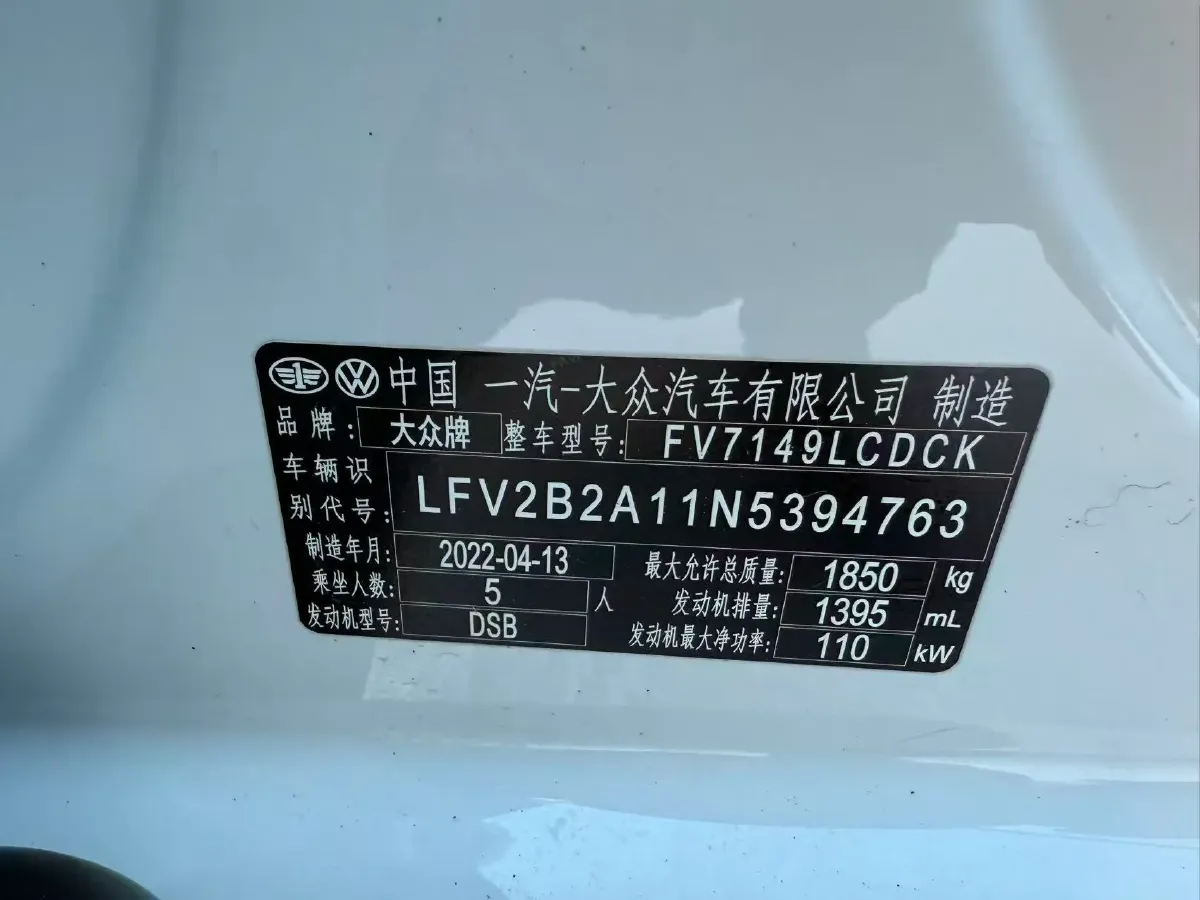 中国 一汽-大众汽车有限公司 制造
品牌: 大众牌 整车型号: FV7149LCDCK
车辆识别代号: LFV2B2A11N5394763
制造年月: 2022-04-13 最大允许总质量: 1850 kg
乘坐人数: 5 人 发动机排量: 1395 mL
发动机型号: DSB 发动机最大净功率: 110 kW